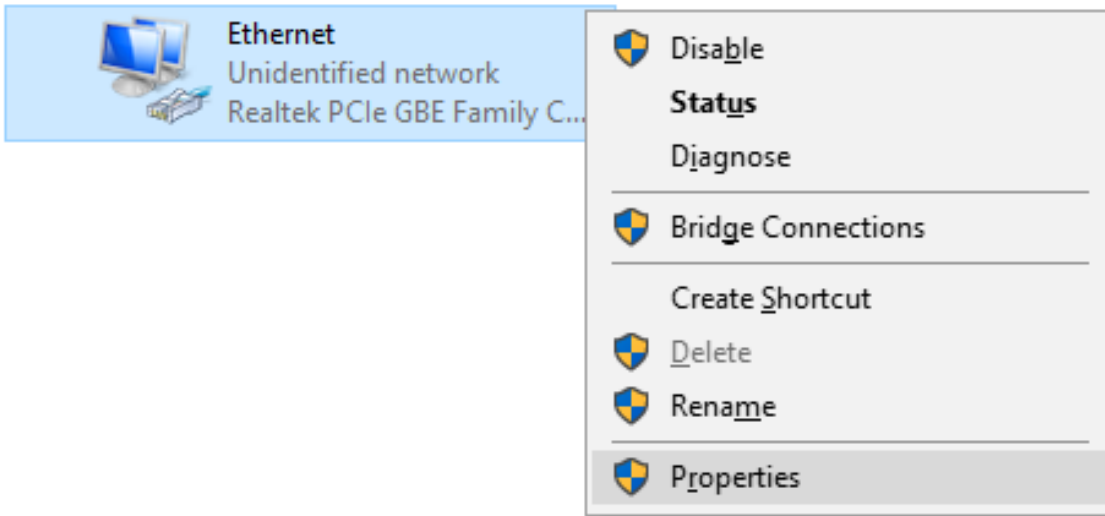 Ethernet
Unidentified network
Realtek PCIe GBE Family C...
Disable
Status
Diagnose
Bridge Connections
Create Shortcut
Delete
Rename
Properties